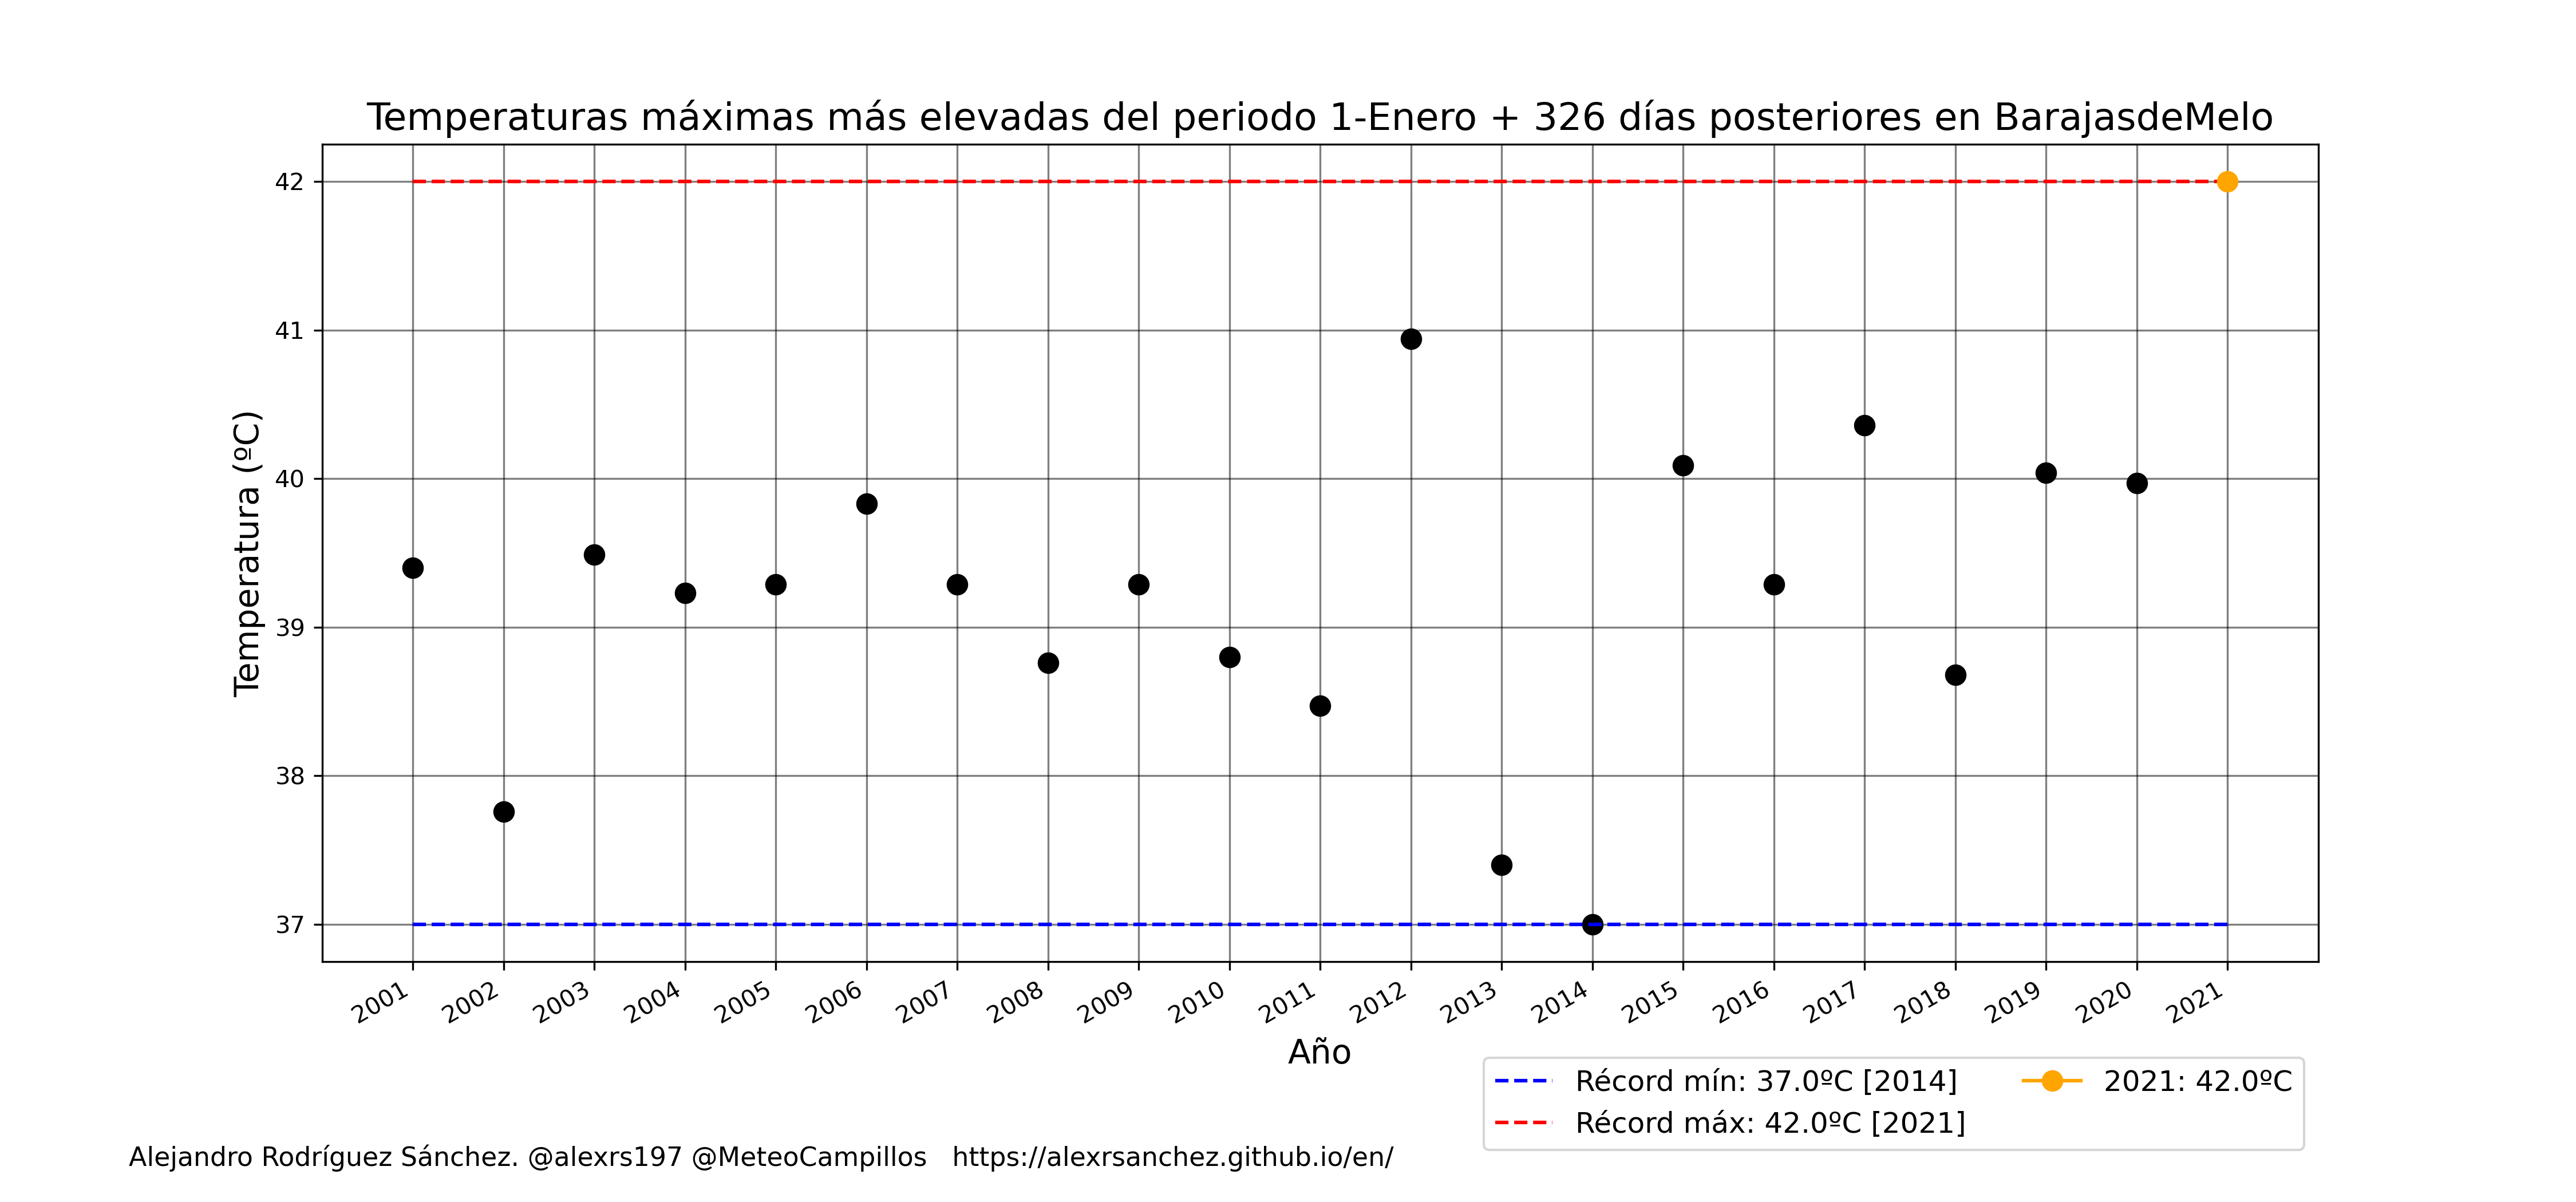 Temperaturas máximas más elevadas del periodo 1-Enero + 326 días posteriores en BarajasdeMelo
Temperatura (ºC)
42
41
40
39
38
37
2001 2002 2003 2004 2005 2006 2007 2008 2009 2010 2011 2012 2013 2014 2015 2016 2017 2018 2019 2020 2021
Año
Récord mín: 37.0ºC [2014]
Récord máx: 42.0ºC [2021]
2021: 42.0ºC
Alejandro Rodríguez Sánchez. @alexrs197 @MeteoCampillos https://alexrsanchez.github.io/en/